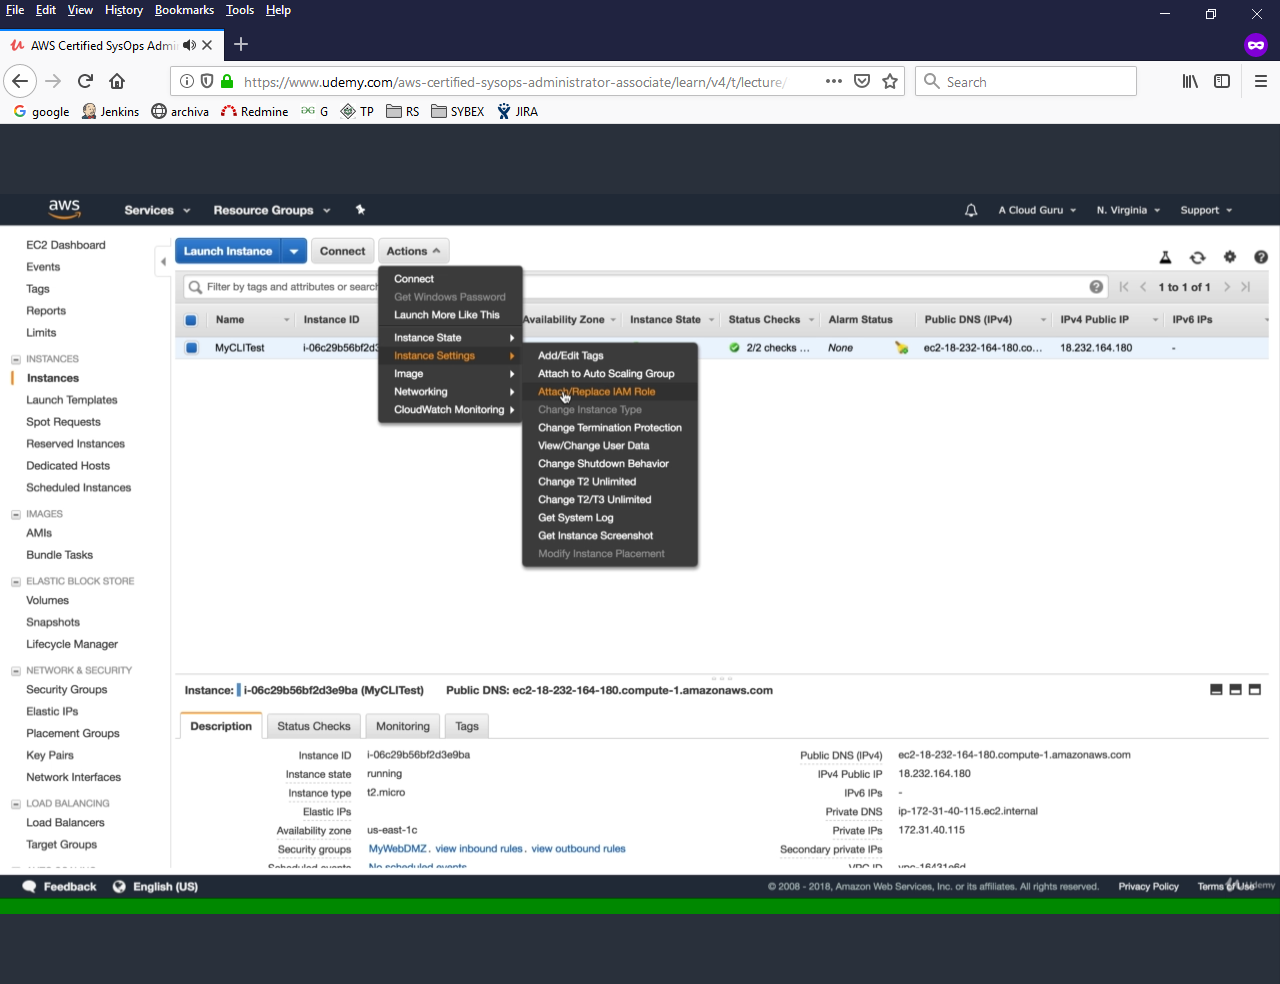 File Edit View History Bookmarks Tools Help
AWS Certified SysOps Admi
https://www.udemy.com/aws-certified-sysops-administrator-associate/learn/v4/t/lecture/
Search
google Jenkins archiva Redmine G TP RS SYBEX JIRA
aws Services Resource Groups A Cloud Guru N. Virginia Support
EC2 Dashboard
Events
Tags
Reports
Limits
INSTANCES
Instances
Launch Templates
Spot Requests
Reserved Instances
Dedicated Hosts
Scheduled Instances
IMAGES
AMIs
Bundle Tasks
ELASTIC BLOCK STORE
Volumes
Snapshots
Lifecycle Manager
NETWORK & SECURITY
Security Groups
Elastic IPs
Placement Groups
Key Pairs
Network Interfaces
LOAD BALANCING
Load Balancers
Target Groups
Launch Instance Connect Actions
Filter by tags and attributes or search
1 to 1 of 1
Name Instance ID Availability Zone Instance State Status Checks Alarm Status Public DNS (IPv4) IPv4 Public IP IPv6 IPs
MyCLITest i-06c29b56bf2d3 2/2 checks ... None ec2-18-232-164-180.co... 18.232.164.180 -
Connect
Get Windows Password
Launch More Like This
Instance State
Instance Settings
Image
Networking
CloudWatch Monitoring
Add/Edit Tags
Attach to Auto Scaling Group
Attach/Replace IAM Role
Change Instance Type
Change Termination Protection
View/Change User Data
Change Shutdown Behavior
Change T2 Unlimited
Change T2/T3 Unlimited
Get System Log
Get Instance Screenshot
Modify Instance Placement
Instance: i-06c29b56bf2d3e9ba (MyCLITest) Public DNS: ec2-18-232-164-180.compute-1.amazonaws.com
Description Status Checks Monitoring Tags
Instance ID i-06c29b56bf2d3e9ba
Instance state running
Instance type t2.micro
Elastic IPs
Availability zone us-east-1c
Security groups MyWebDMZ. view inbound rules. view outbound rules
Scheduled events No scheduled events
Public DNS (IPv4) ec2-18-232-164-180.compute-1.amazonaws.com
IPv4 Public IP 18.232.164.180
IPv6 IPs -
Private DNS ip-172-31-40-115.ec2.internal
Private IPs 172.31.40.115
Secondary private IPs
VPC ID vpc-16431e6d
Feedback English (US) © 2008 - 2018, Amazon Web Services, Inc. or its affiliates. All rights reserved. Privacy Policy Terms of Use
Udemy